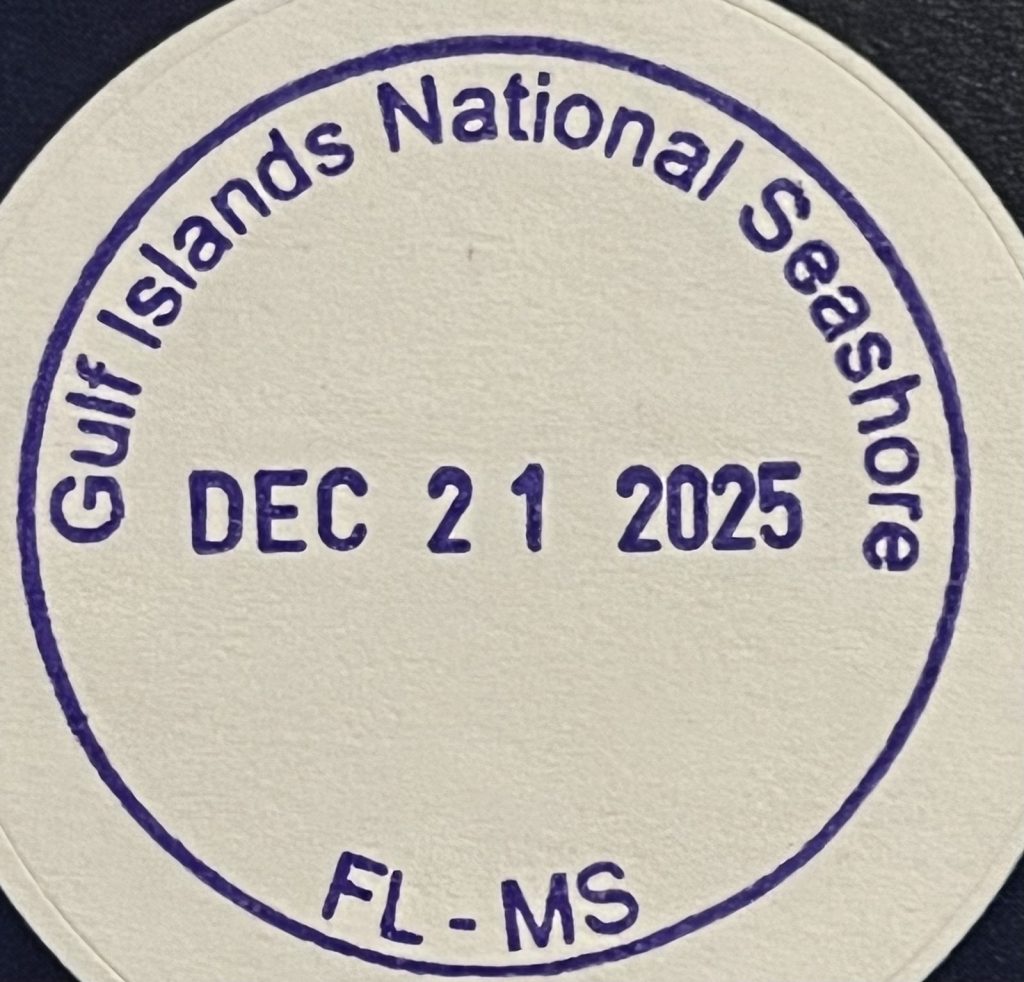 Gulf Islands National Seashore
DEC 21 2025
FL - MS